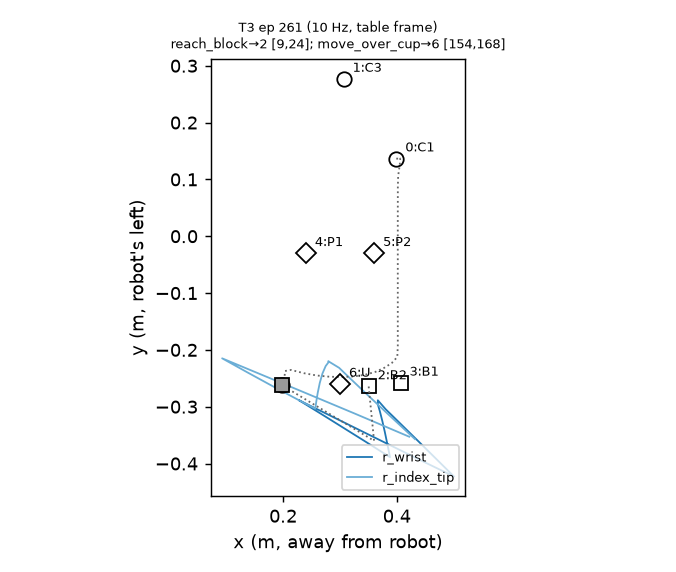 T3 ep 261 (10 Hz, table frame)
reach_block→2 [9,24]; move_over_cup→6 [154,168]
1:C3
0:C1
4:P1
5:P2
6:U
2:B2
3:B1
0.3
0.2
0.1
0.0
−0.1
−0.2
−0.3
−0.4
y (m, robot's left)
r_wrist
r_index_tip
0.2
0.4
x (m, away from robot)